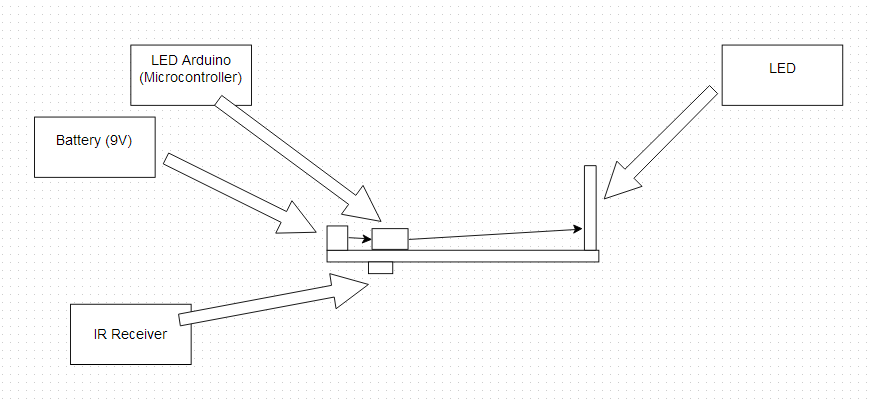 LED Arduino
(Microcontroller)
LED
Battery (9V)
IR Receiver